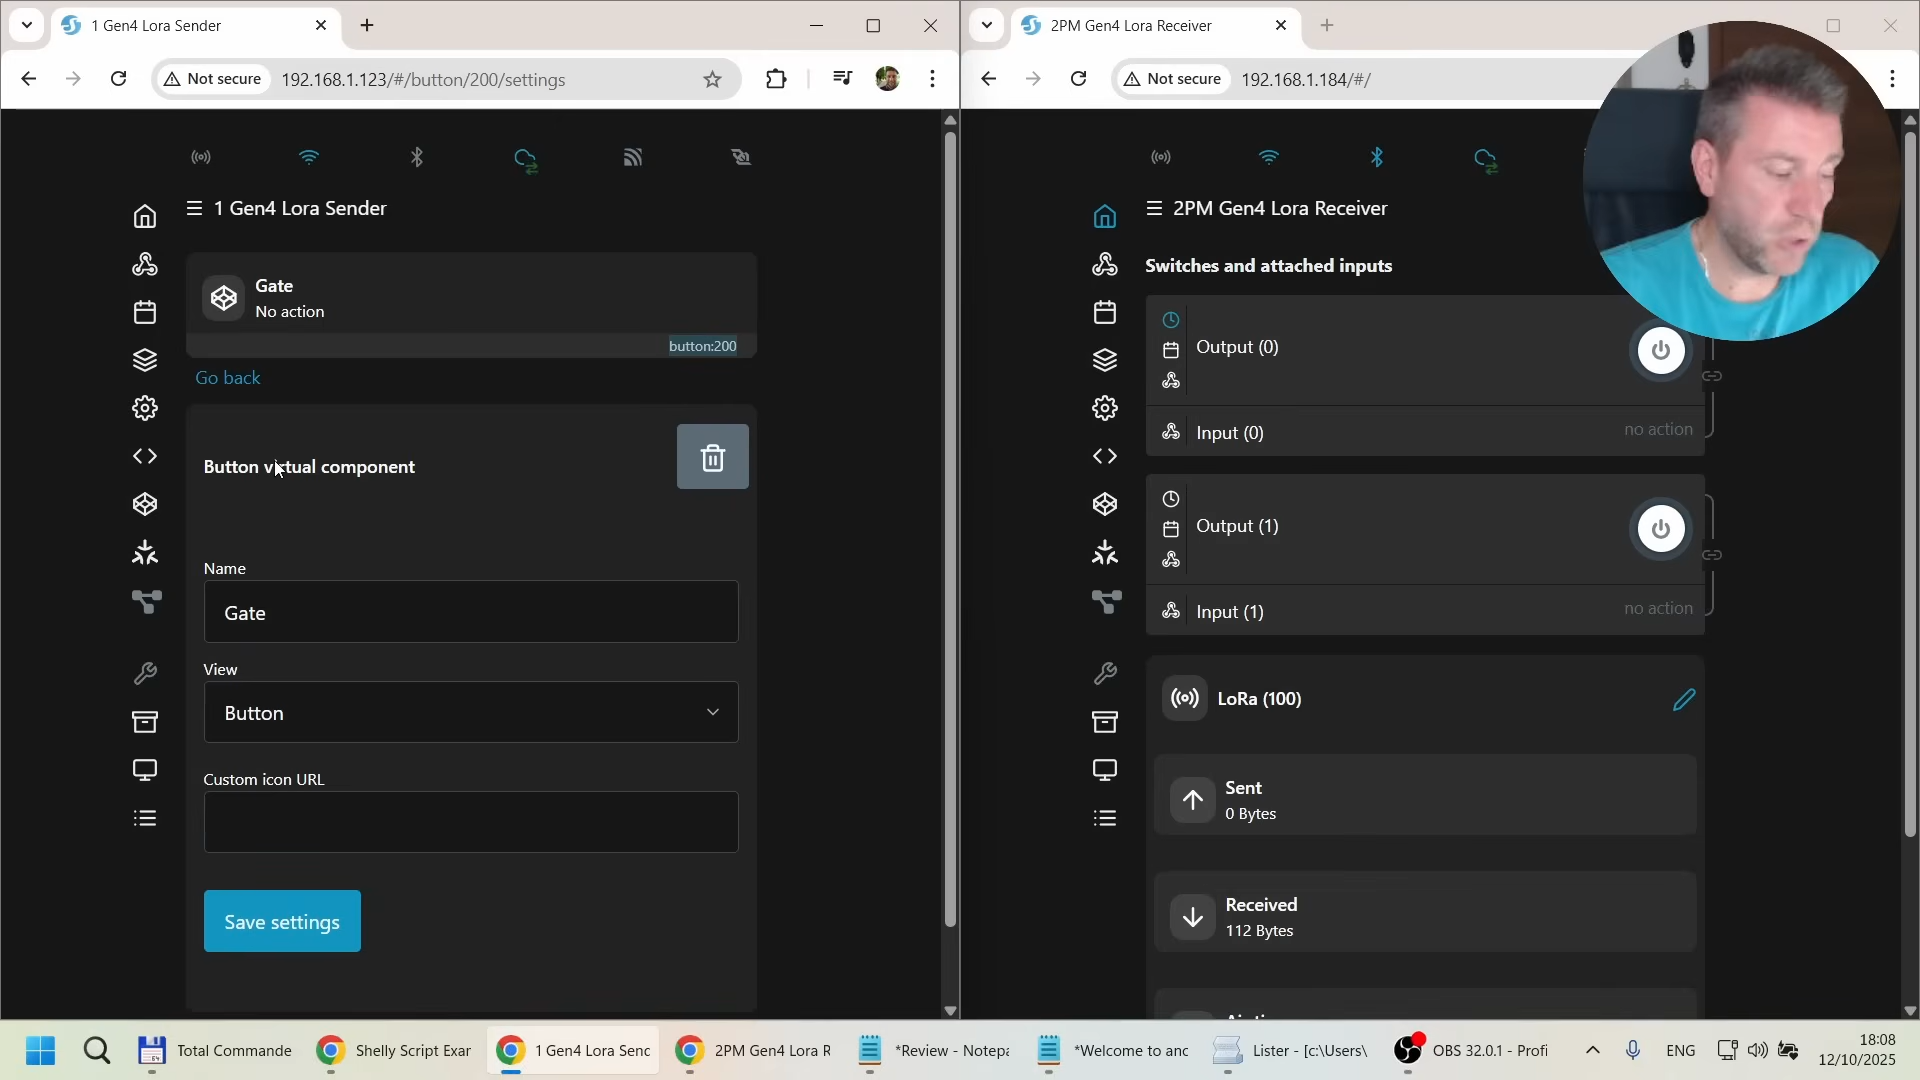 1 Gen4 Lora Sender
Not secure
192.168.1.123/#/button/200/settings
1 Gen4 Lora Sender
Gate
No action
button:200
Go back
Button virtual component
Name
Gate
View
Button
Custom icon URL
Save settings
2PM Gen4 Lora Receiver
Not secure
192.168.1.184/#/
2PM Gen4 Lora Receiver
Switches and attached inputs
Output (0)
Input (0)
no action
Output (1)
Input (1)
no action
LoRa (100)
Sent
0 Bytes
Received
112 Bytes
64
Total Commande
Shelly Script Exar
1 Gen4 Lora Senc
2PM Gen4 Lora R
*Review - Notepa
*Welcome to anc
Lister - [c:\Users\
OBS 32.0.1 - Profi
ENG
18:08
12/10/2025